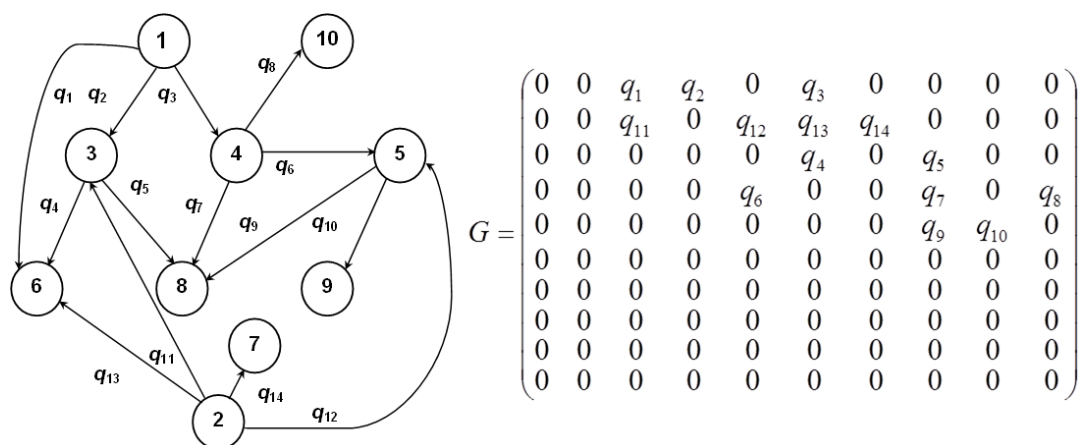 1 10
q8
q1 q2 q3
3 4 5
q6
q5
q4 q7 q9 q10
6 8 9
7
q11
q13 q14
2 q12
G =
0 0 q1 q2 0 q3 0 0 0 0
0 0 q11 0 q12 q13 q14 0 0 0
0 0 0 0 0 q4 0 q5 0 0
0 0 0 0 q6 0 0 q7 0 q8
0 0 0 0 0 0 0 q9 q10 0
0 0 0 0 0 0 0 0 0 0
0 0 0 0 0 0 0 0 0 0
0 0 0 0 0 0 0 0 0 0
0 0 0 0 0 0 0 0 0 0
0 0 0 0 0 0 0 0 0 0